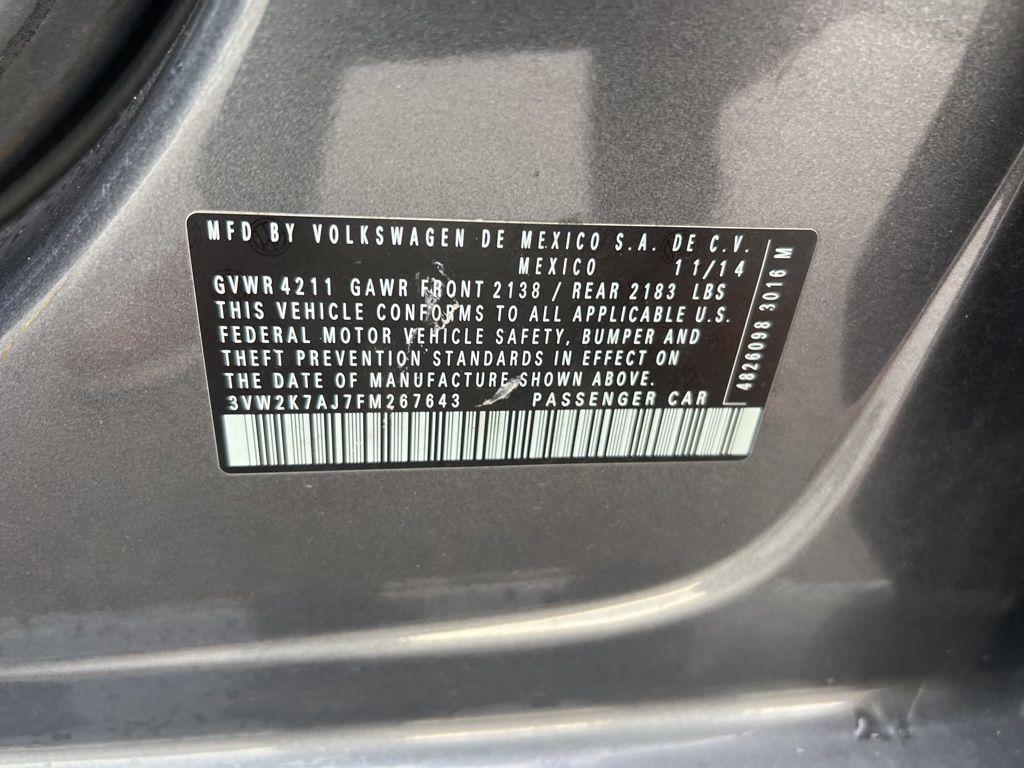 MFD BY VOLKSWAGEN DE MEXICO S.A. DE C.V.
MEXICO 11/14
GVWR 4211 GAWR FRONT 2138 / REAR 2183 LBS
THIS VEHICLE CONFORMS TO ALL APPLICABLE U.S.
FEDERAL MOTOR VEHICLE SAFETY, BUMPER AND
THEFT PREVENTION STANDARDS IN EFFECT ON
THE DATE OF MANUFACTURE SHOWN ABOVE.
3VW2K7AJ7FM267643 PASSENGER CAR
4826098 3016 M